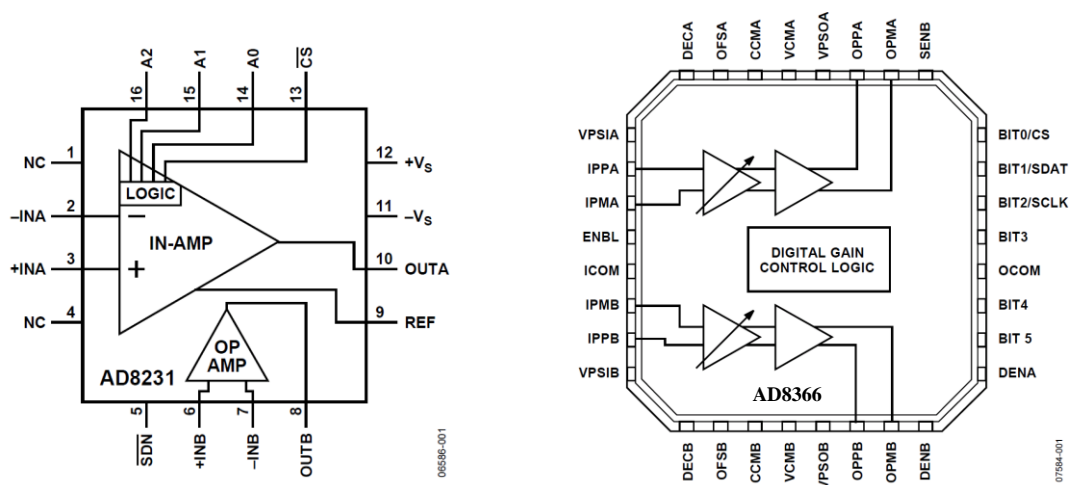 A2
A1
A0
CS
16
15
14
13
NC 1
LOGIC
12 +VS
–INA 2
–
11 –VS
IN-AMP
+INA 3
+
10 OUTA
NC 4
9 REF
OP
AMP
AD8231
5
6
7
8
SDN
+INB
–INB
OUTB
06586-001
DECA
OFSA
CCMA
VCMA
VPSOA
OPPA
OPMA
SENB
VPSIA
IPPA
IPMA
ENBL
ICOM
IPMB
IPPB
VPSIB
DIGITAL GAIN
CONTROL LOGIC
AD8366
BIT0/CS
BIT1/SDAT
BIT2/SCLK
BIT3
OCOM
BIT4
BIT 5
DENA
DECB
OFSB
CCMB
VCMB
VPSOB
OPPB
OPMB
DENB
07584-001